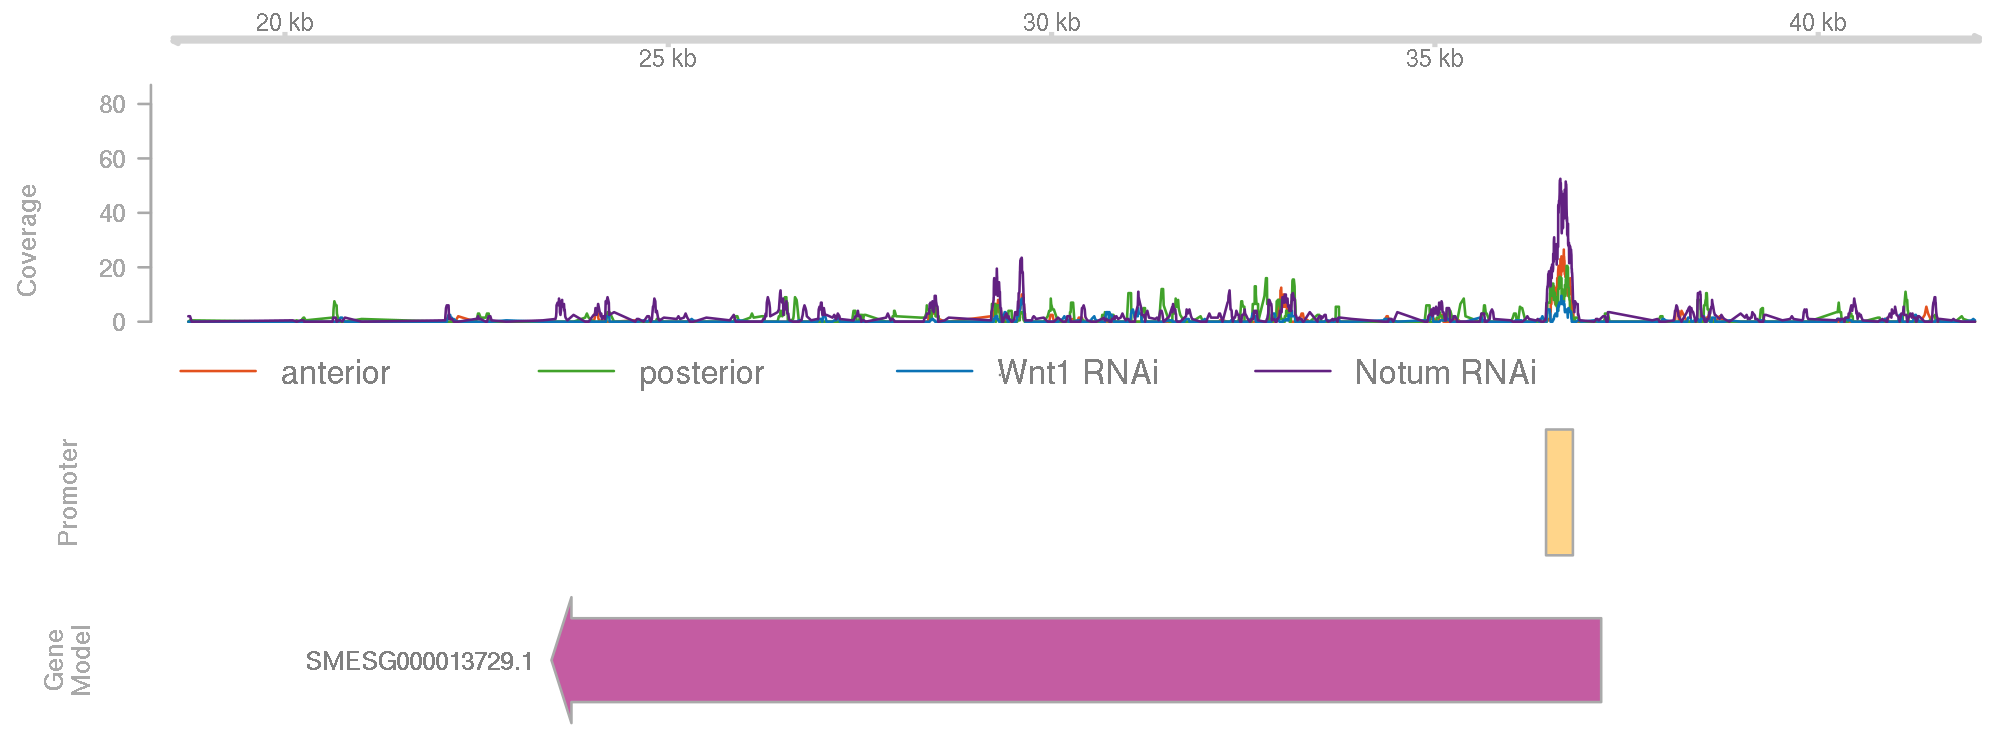 20 kb
30 kb
40 kb
25 kb
35 kb
Coverage
80
60
40
20
0
anterior
posterior
Wnt1 RNAi
Notum RNAi
Promoter
Gene
Model
SMESG000013729.1